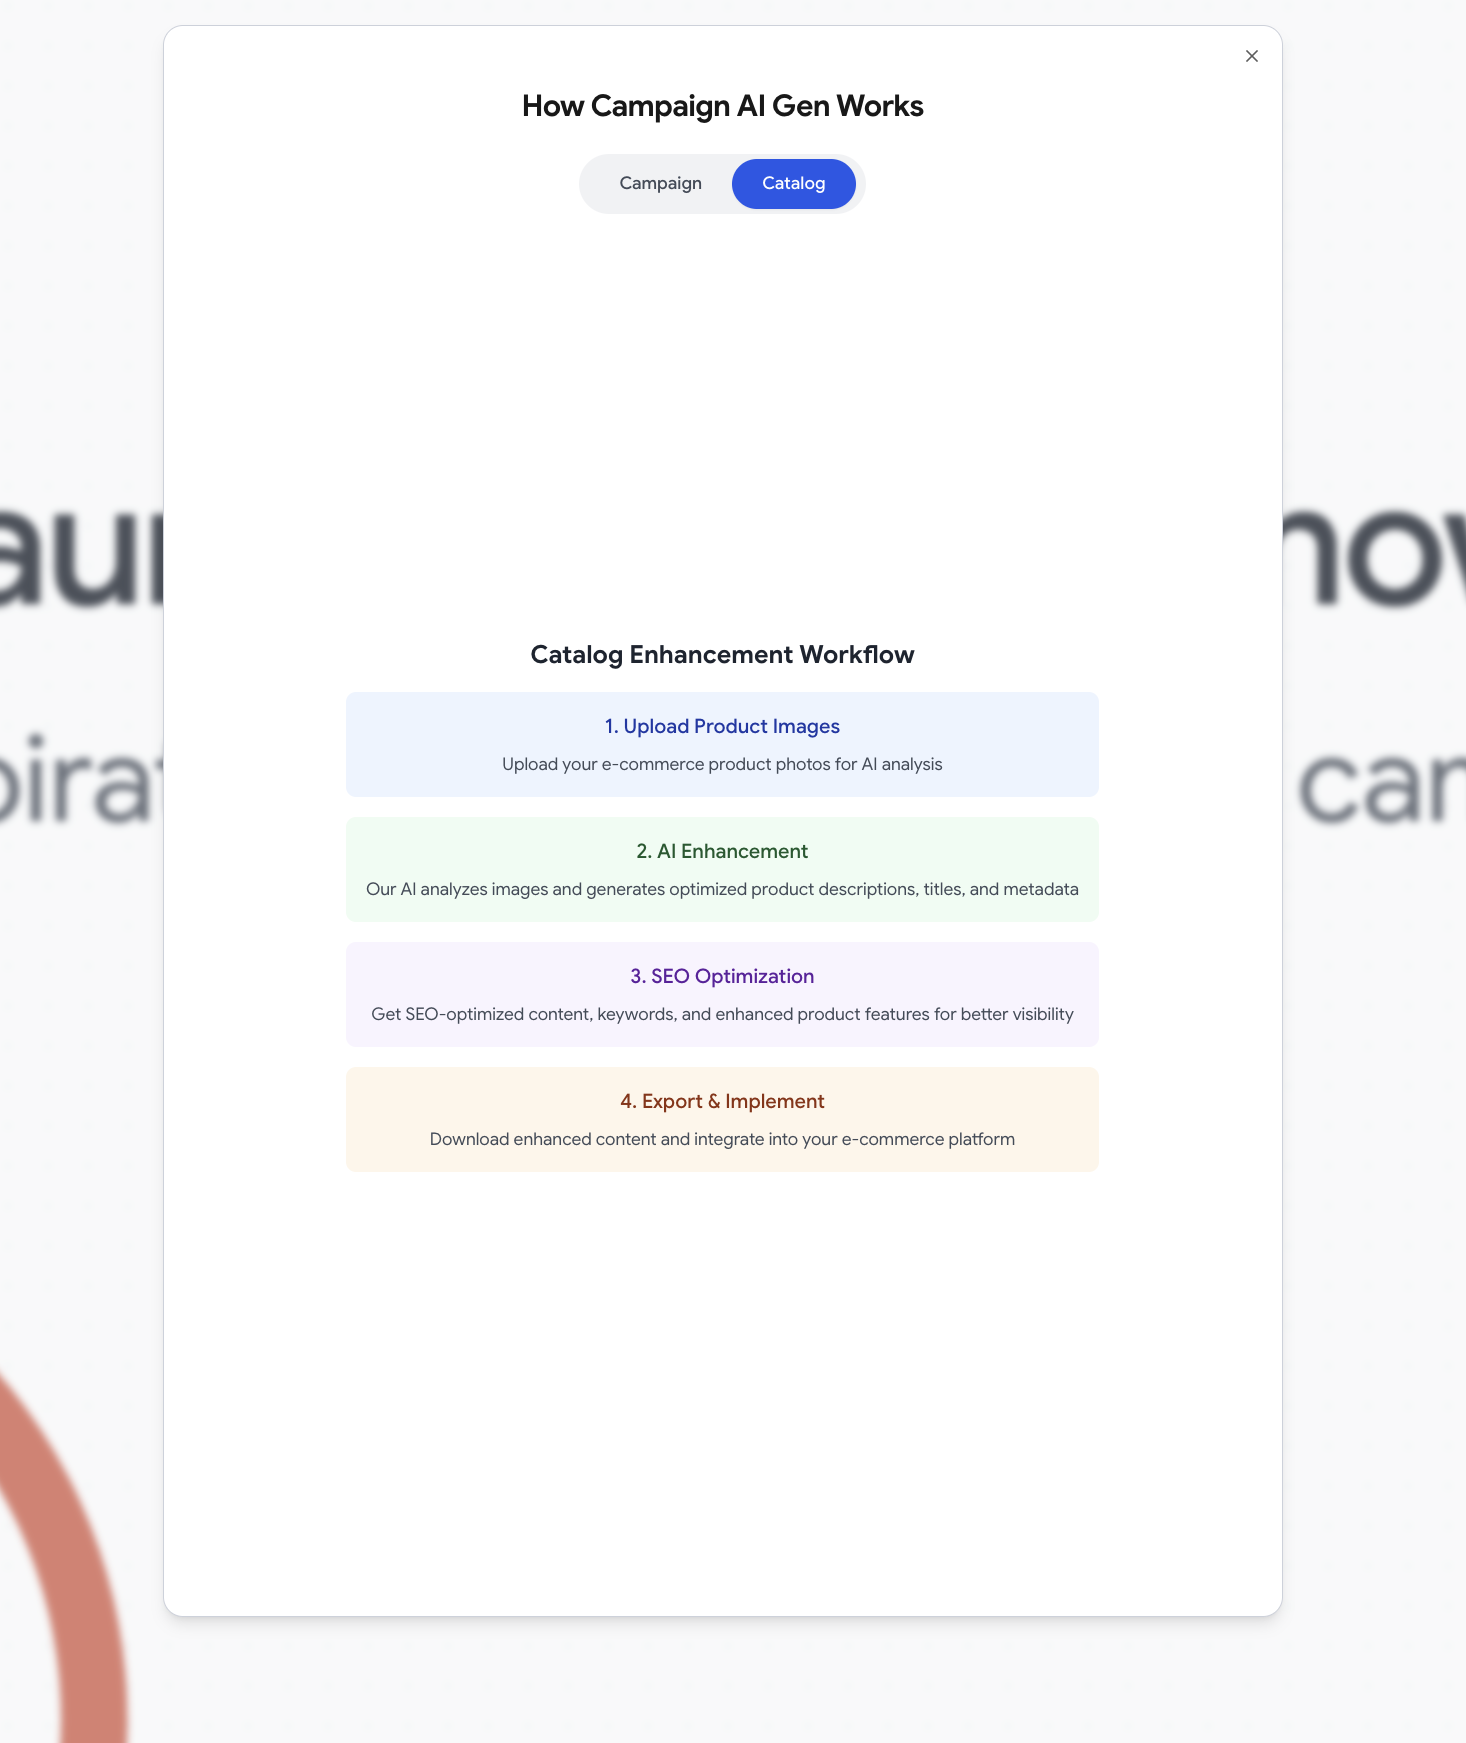 How Campaign AI Gen Works
Campaign
Catalog
Catalog Enhancement Workflow
1. Upload Product Images
Upload your e-commerce product photos for AI analysis
2. AI Enhancement
Our AI analyzes images and generates optimized product descriptions, titles, and metadata
3. SEO Optimization
Get SEO-optimized content, keywords, and enhanced product features for better visibility
4. Export & Implement
Download enhanced content and integrate into your e-commerce platform